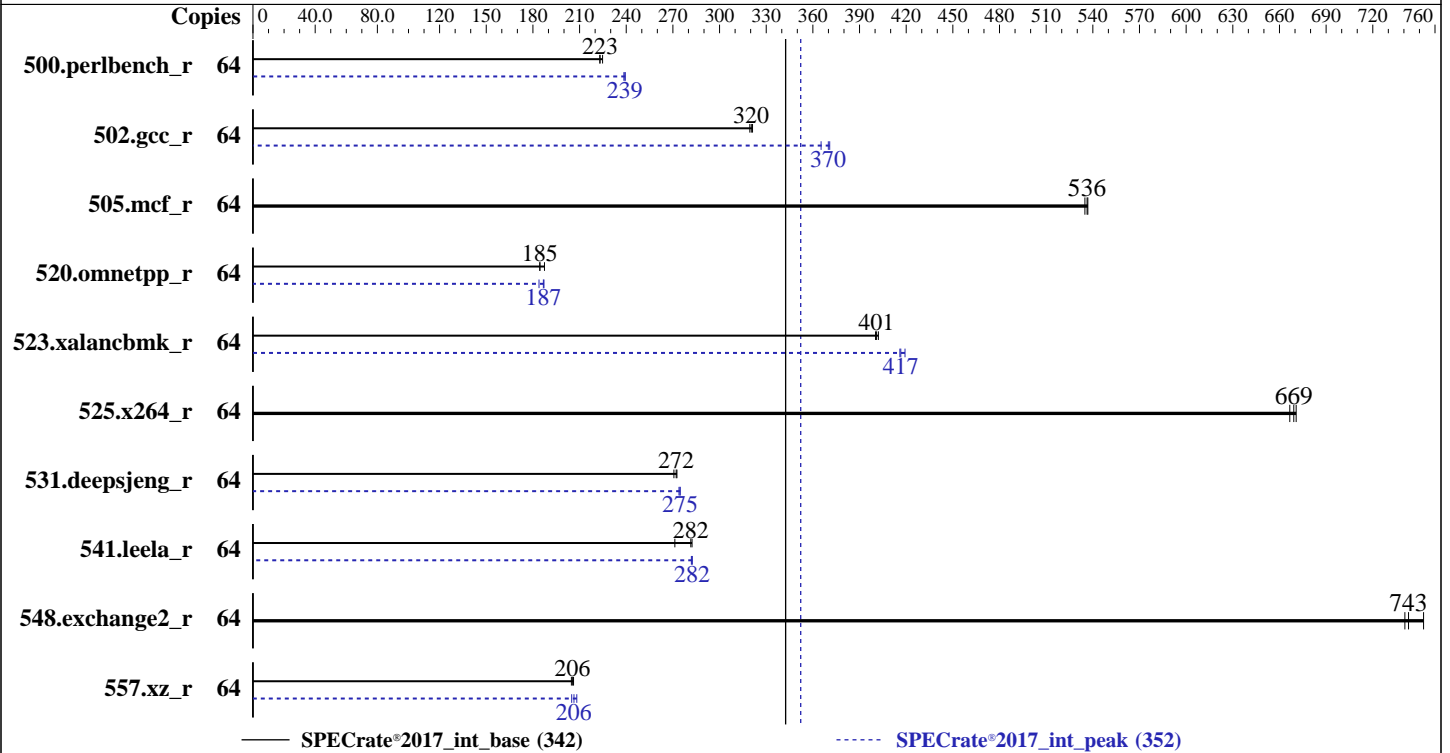 Copies 0 40.0 80.0 120 150 180 210 240 270 300 330 360 390 420 450 480 510 540 570 600 630 660 690 720 760
223
500.perlbench_r 64
239
320
502.gcc_r 64
370
536
505.mcf_r 64
185
520.omnetpp_r 64
187
401
523.xalancbmk_r 64
417
669
525.x264_r 64
272
531.deepsjeng_r 64
275
282
541.leela_r 64
282
743
548.exchange2_r 64
206
557.xz_r 64
206
SPECrate®2017_int_base (342) SPECrate®2017_int_peak (352)